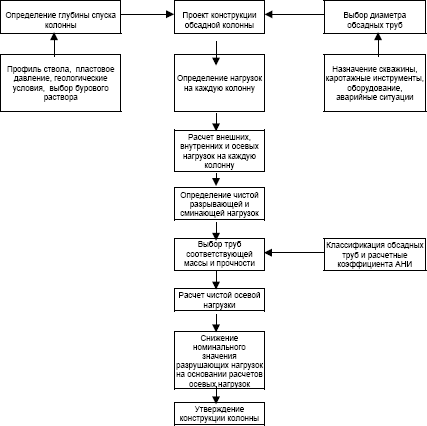 Определение глубины спуска
колонны
Проект конструкции
обсадной колонны
Выбор диаметра
обсадных труб
Профиль ствола, пластовое
давление, геологические
условия, выбор бурового
раствора
Определение нагрузок
на каждую колонну
Назначение скважины,
каротажные инструменты,
оборудование,
аварийные ситуации
Расчет внешних,
внутренних и осевых
нагрузок на каждую
колонну
Определение чистой
разрывающей и
сминающей нагрузок
Выбор труб
соответствующей
массы и прочности
Классификация обсадных
труб и расчетные
коэффициента АНИ
Расчет чистой осевой
нагрузки
Снижение
номинального
значения
разрушающих нагрузок
на основании расчетов
осевых нагрузок
Утверждение
конструкции колонны